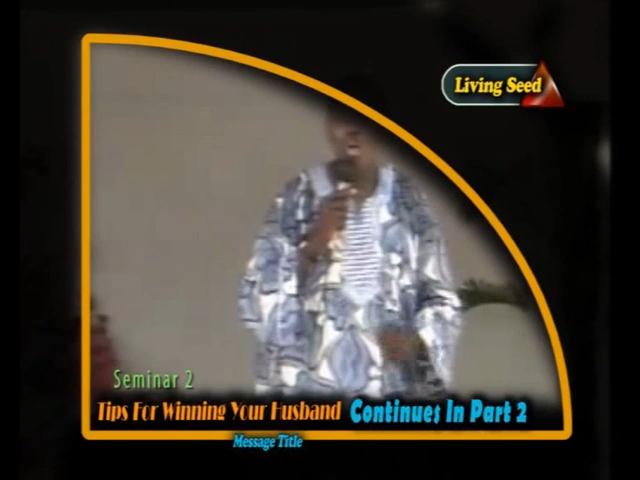 Living Seed
Seminar 2
Tips For Winning Your Husband Continues In Part 2
Message Title